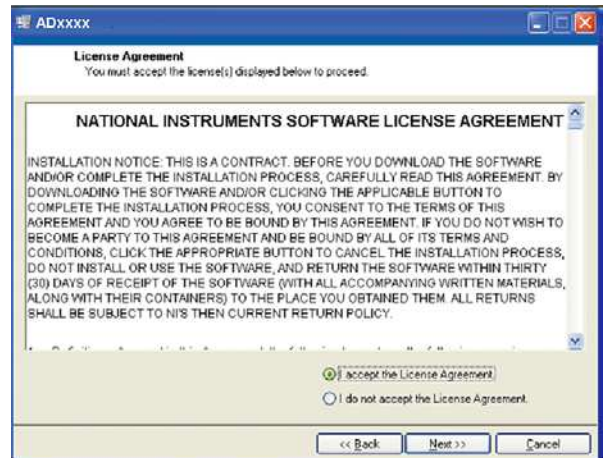 ADxxxx
License Agreement
You must accept the license(s) displayed below to proceed.
NATIONAL INSTRUMENTS SOFTWARE LICENSE AGREEMENT
INSTALLATION NOTICE: THIS IS A CONTRACT. BEFORE YOU DOWNLOAD THE SOFTWARE
AND/OR COMPLETE THE INSTALLATION PROCESS, CAREFULLY READ THIS AGREEMENT. BY
DOWNLOADING THE SOFTWARE AND/OR CLICKING THE APPLICABLE BUTTON TO
COMPLETE THE INSTALLATION PROCESS, YOU CONSENT TO THE TERMS OF THIS
AGREEMENT AND YOU AGREE TO BE BOUND BY THIS AGREEMENT. IF YOU DO NOT WISH TO
BECOME A PARTY TO THIS AGREEMENT AND BE BOUND BY ALL OF ITS TERMS AND
CONDITIONS, CLICK THE APPROPRIATE BUTTON TO CANCEL THE INSTALLATION PROCESS,
DO NOT INSTALL OR USE THE SOFTWARE, AND RETURN THE SOFTWARE WITHIN THIRTY
(30) DAYS OF RECEIPT OF THE SOFTWARE (WITH ALL ACCOMPANYING WRITTEN MATERIALS,
ALONG WITH THEIR CONTAINERS) TO THE PLACE YOU OBTAINED THEM. ALL RETURNS
SHALL BE SUBJECT TO NI'S THEN CURRENT RETURN POLICY.
I accept the License Agreement.
I do not accept the License Agreement.
<< Back Next >> Cancel